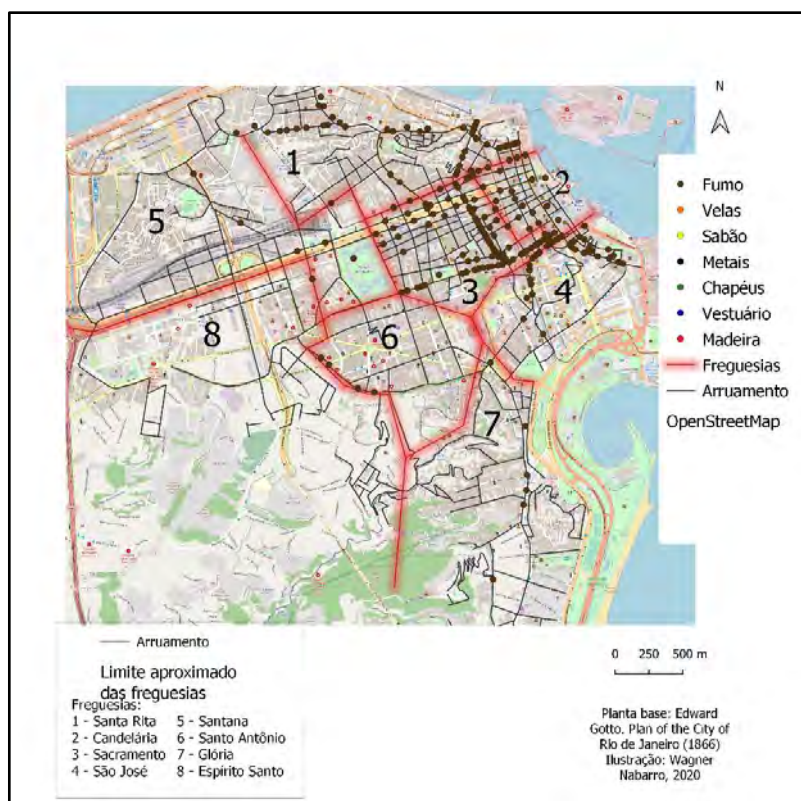 N
1
5
2
3
4
8
6
7
Fumo
Velas
Sabão
Metais
Chapéus
Vestuário
Madeira
Freguesias
Arruamento
OpenStreetMap
Arruamento
Limite aproximado
das freguesias
Freguesias:
1 - Santa Rita 5 - Santana
2 - Candelária 6 - Santo Antônio
3 - Sacramento 7 - Glória
4 - São José 8 - Espírito Santo
0 250 500 m
Planta base: Edward
Gotto. Plan of the City of
Rio de Janeiro (1866)
Ilustração: Wagner
Nabarro, 2020